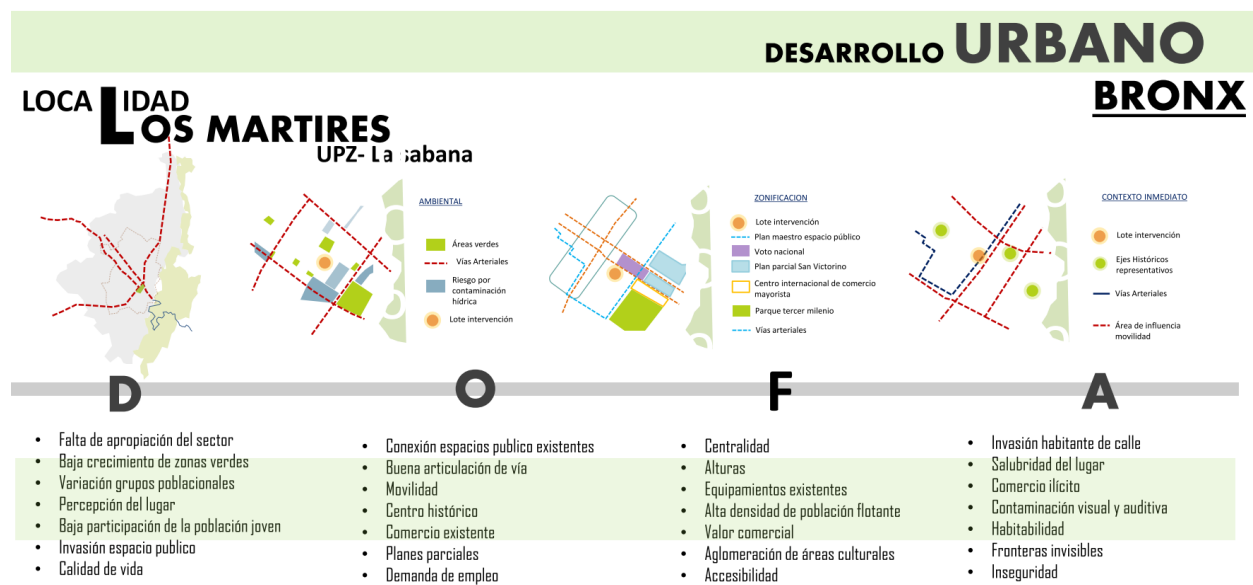 DESARROLLO URBANO
BRONX
LOCALIDAD
LOS MARTIRES
UPZ- La sabana
AMBIENTAL
Áreas verdes
Vías Arteriales
Riesgo por
contaminación
hídrica
Lote intervención
ZONIFICACION
Lote intervención
Plan maestro espacio público
Voto nacional
Plan parcial San Victorino
Centro internacional de comercio
mayorista
Parque tercer milenio
Vías arteriales
CONTEXTO INMEDIATO
Lote intervención
Ejes Históricos
representativos
Vías Arteriales
Área de influencia
movilidad
D
• Falta de apropiación del sector
• Baja crecimiento de zonas verdes
• Variación grupos poblacionales
• Percepción del lugar
• Baja participación de la población joven
• Invasión espacio publico
• Calidad de vida
O
• Conexión espacios publico existentes
• Buena articulación de vía
• Movilidad
• Centro histórico
• Comercio existente
• Planes parciales
• Demanda de empleo
F
• Centralidad
• Alturas
• Equipamientos existentes
• Alta densidad de población flotante
• Valor comercial
• Aglomeración de áreas culturales
• Accesibilidad
A
• Invasión habitante de calle
• Salubridad del lugar
• Comercio ilícito
• Contaminación visual y auditiva
• Habitabilidad
• Fronteras invisibles
• Inseguridad